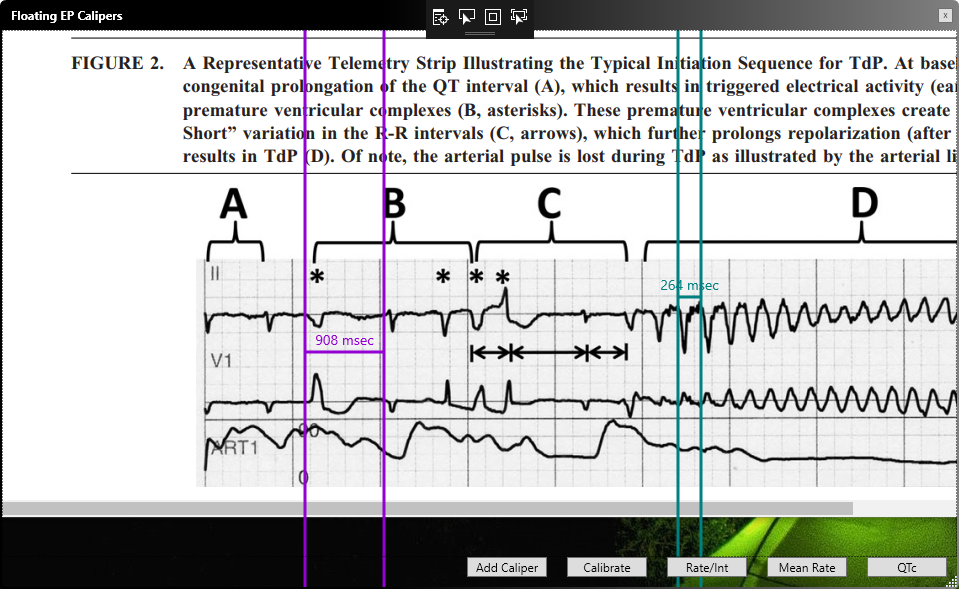 Floating EP Calipers
x
FIGURE 2. A Representative Telemetry Strip Illustrating the Typical Initiation Sequence for TdP. At base
congenital prolongation of the QT interval (A), which results in triggered electrical activity (ea
premature ventricular complexes (B, asterisks). These premature ventricular complexes create
Short” variation in the R-R intervals (C, arrows), which further prolongs repolarization (after
results in TdP (D). Of note, the arterial pulse is lost during TdP as illustrated by the arterial li
A B C D
II * * * *
264 msec
908 msec
V1
ART1
0
Add Caliper Calibrate Rate/Int Mean Rate QTc